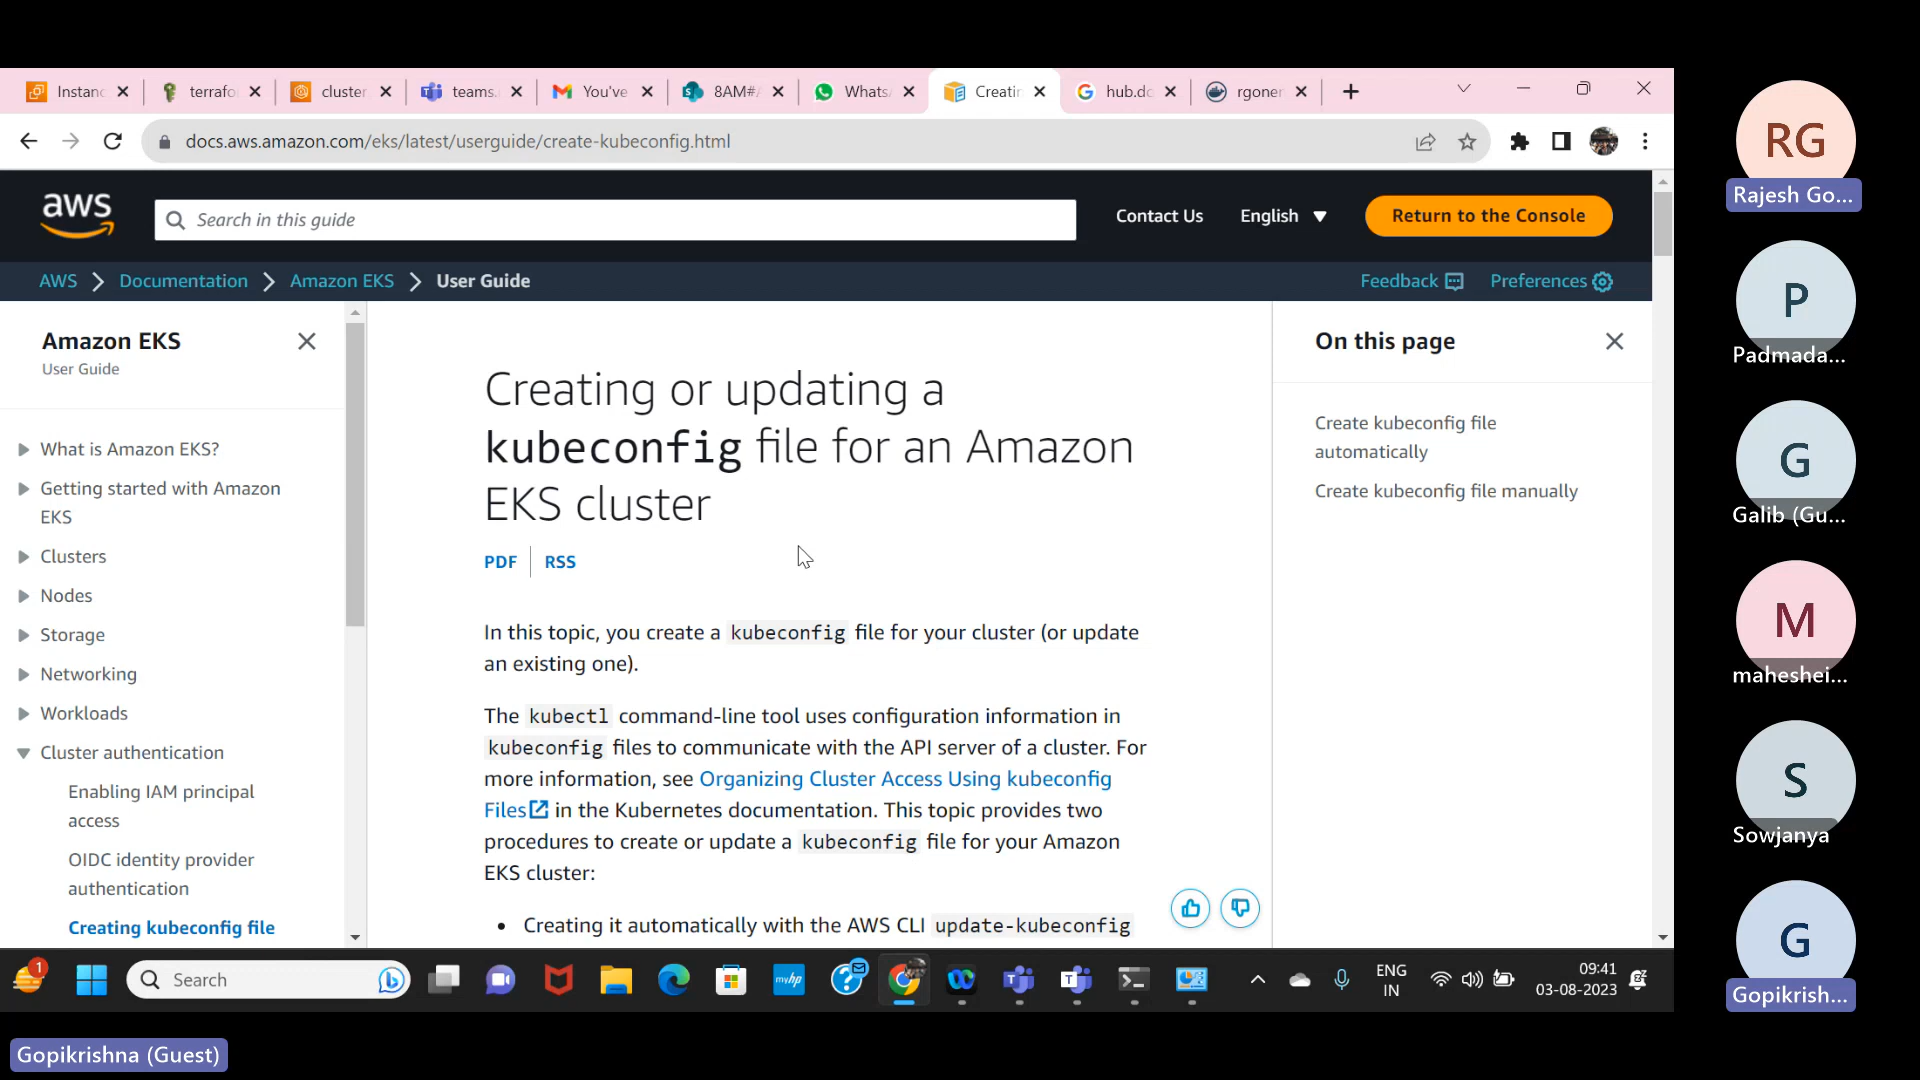 Instanc
terrafo
cluster
teams.
You've
8AM#
Whats
Creatin
hub.do
rgoner
docs.aws.amazon.com/eks/latest/userguide/create-kubeconfig.html
aws
Search in this guide
Contact Us
English
Return to the Console
AWS
Documentation
Amazon EKS
User Guide
Feedback
Preferences
Amazon EKS
User Guide
What is Amazon EKS?
Getting started with Amazon
EKS
Clusters
Nodes
Storage
Networking
Workloads
Cluster authentication
Enabling IAM principal
access
OIDC identity provider
authentication
Creating kubeconfig file
Creating or updating a
kubeconfig file for an Amazon
EKS cluster
PDF
RSS
In this topic, you create a kubeconfig file for your cluster (or update
an existing one).
The kubectl command-line tool uses configuration information in
kubeconfig files to communicate with the API server of a cluster. For
more information, see Organizing Cluster Access Using kubeconfig
Files in the Kubernetes documentation. This topic provides two
procedures to create or update a kubeconfig file for your Amazon
EKS cluster:
• Creating it automatically with the AWS CLI update-kubeconfig
On this page
Create kubeconfig file
automatically
Create kubeconfig file manually
RG
Rajesh Go...
P
Padmada...
G
Galib (Gu...
M
maheshei...
S
Sowjanya
G
Gopikrish...
1
Search
myhp
ENG
IN
09:41
03-08-2023
Gopikrishna (Guest)